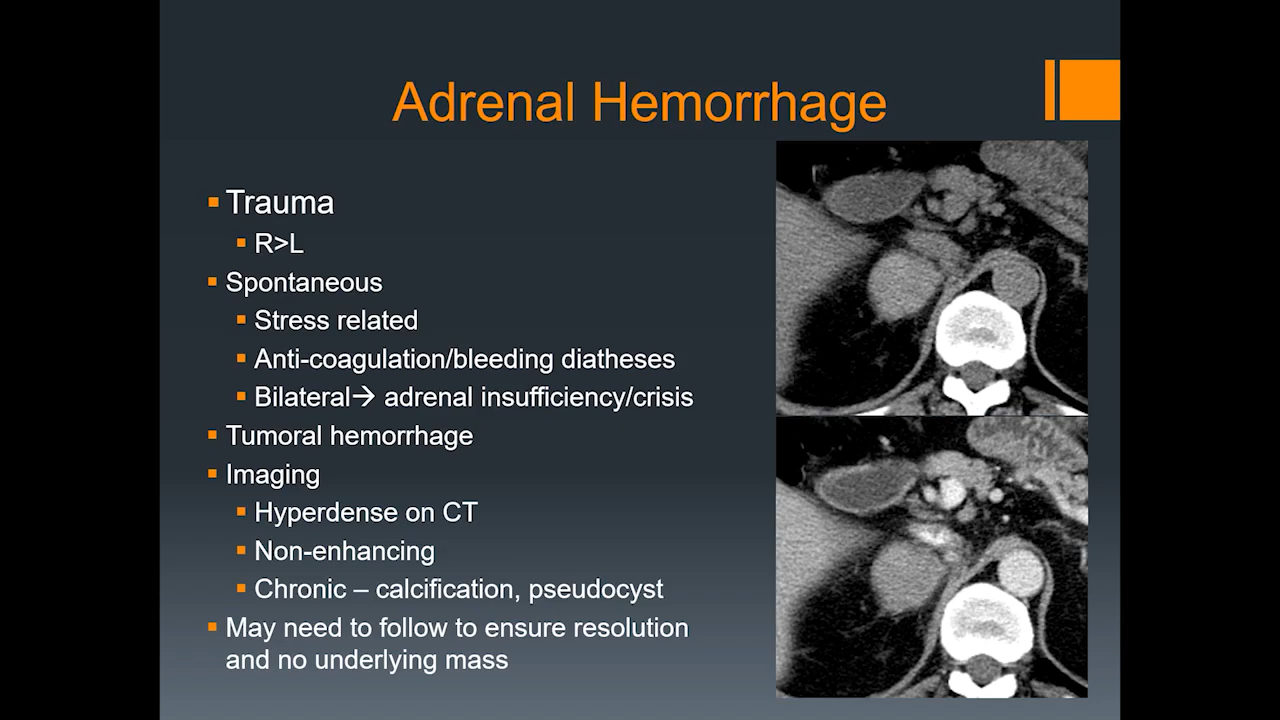 Adrenal Hemorrhage
Trauma
R>L
Spontaneous
Stress related
Anti-coagulation/bleeding diatheses
Bilateral→ adrenal insufficiency/crisis
Tumoral hemorrhage
Imaging
Hyperdense on CT
Non-enhancing
Chronic – calcification, pseudocyst
May need to follow to ensure resolution
and no underlying mass